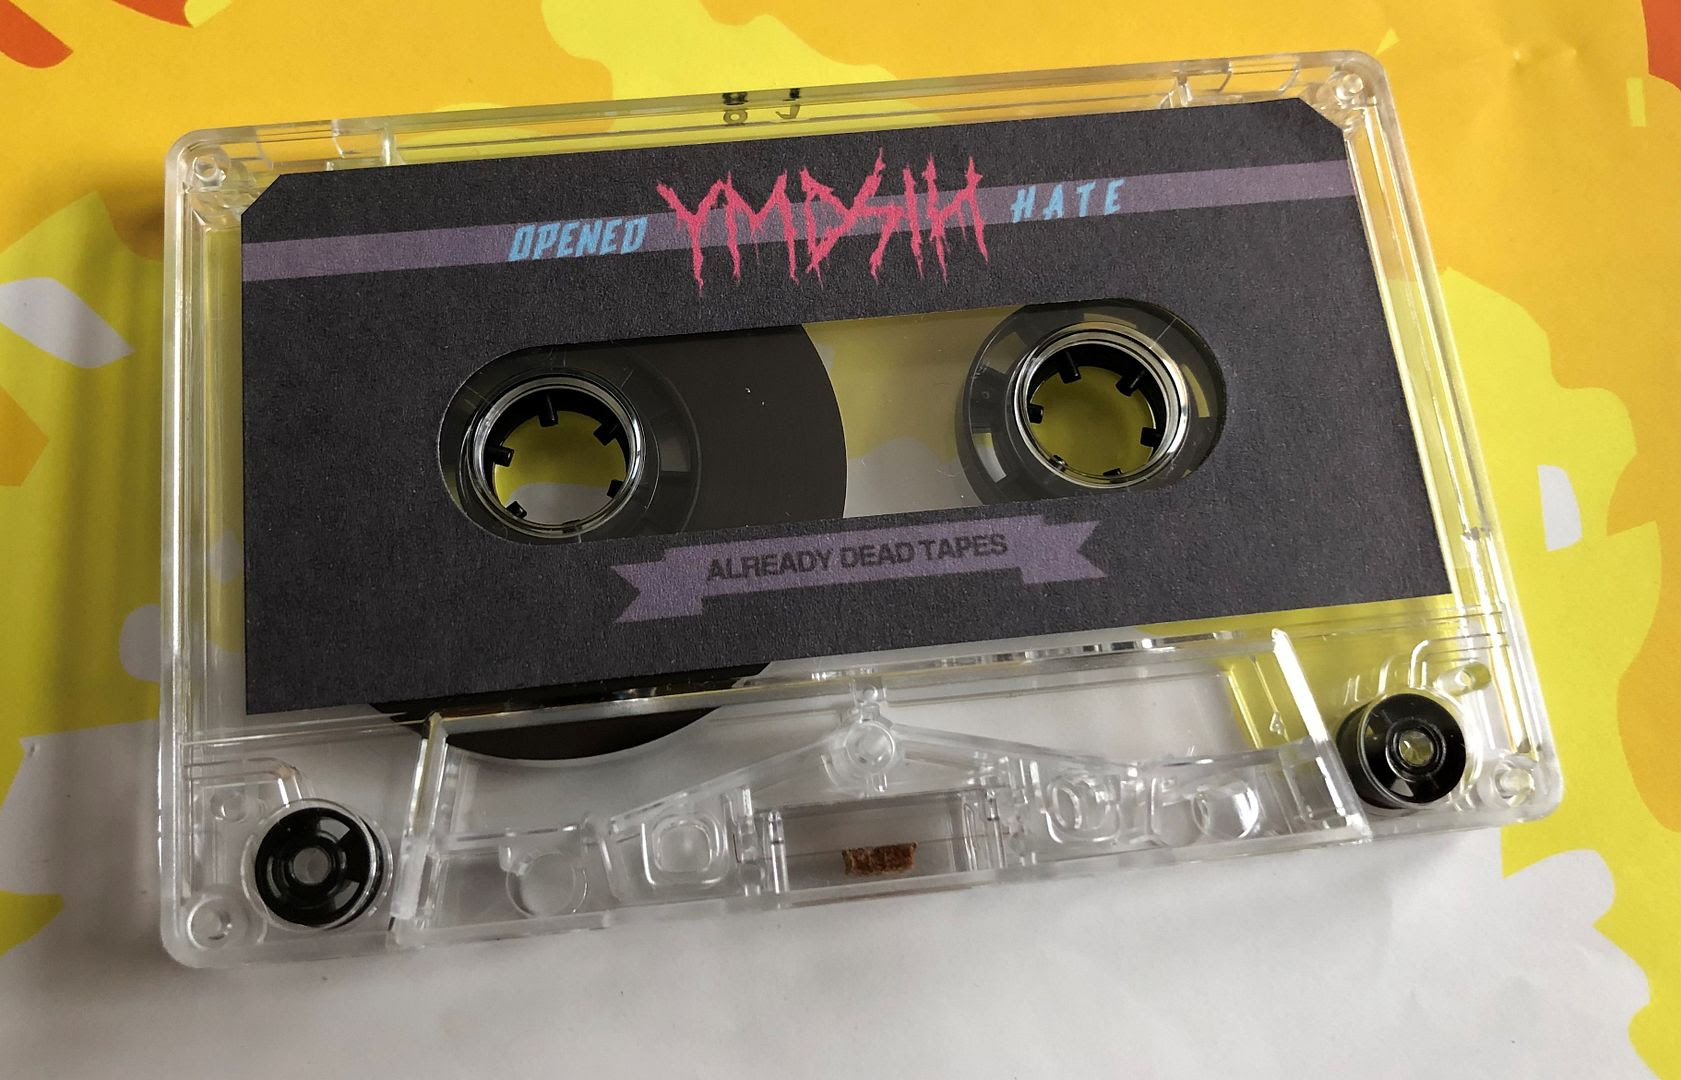 OPENED YMDSIH HATE
ALREADY DEAD TAPES